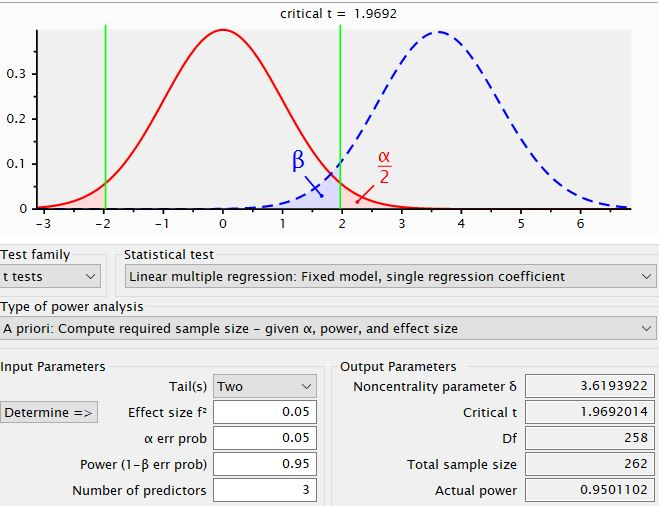 critical t = 1.9692
0.3
0.2
0.1
0
β
α
2
-3 -2 -1 0 1 2 3 4 5 6
Test family
Statistical test
t tests
Linear multiple regression: Fixed model, single regression coefficient
Type of power analysis
A priori: Compute required sample size – given α, power, and effect size
Input Parameters
Output Parameters
Tail(s) Two
Noncentrality parameter δ 3.6193922
Determine =>
Effect size f² 0.05
Critical t 1.9692014
α err prob 0.05
Df 258
Power (1-β err prob) 0.95
Total sample size 262
Number of predictors 3
Actual power 0.9501102